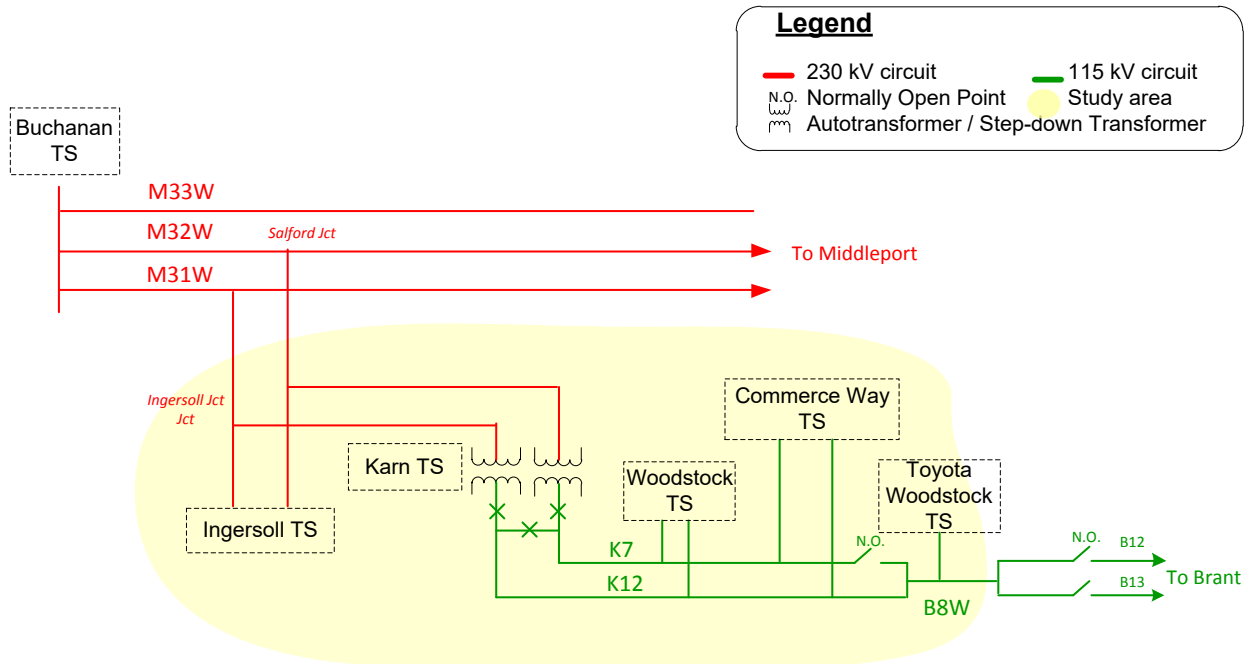 Legend
230 kV circuit
115 kV circuit
N.O. Normally Open Point
Study area
Autotransformer / Step-down Transformer
Buchanan
TS
M33W
M32W
Salford Jct
To Middleport
M31W
Ingersoll Jct
Jct
Commerce Way
TS
Karn TS
Woodstock
TS
Toyota
Woodstock
TS
Ingersoll TS
N.O.
N.O.
B12
K7
To Brant
K12
B13
B8W